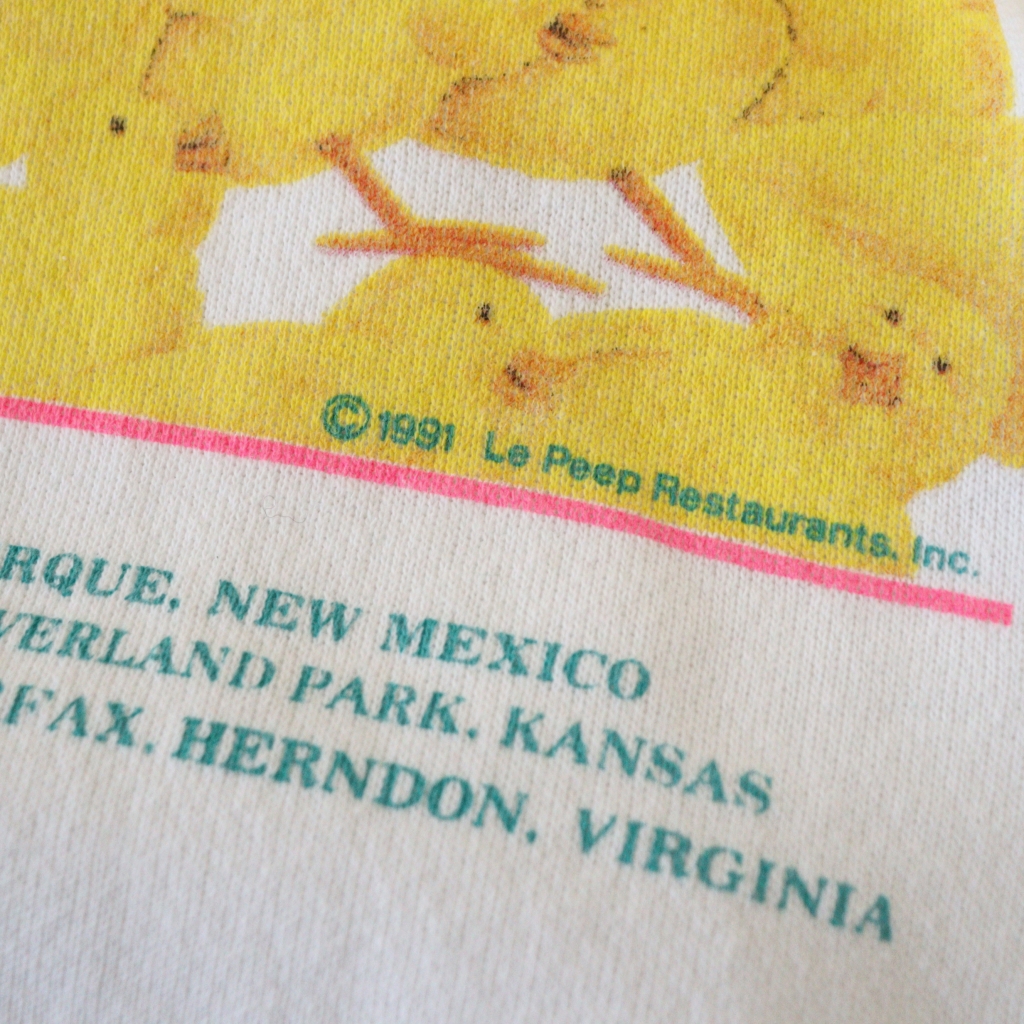 © 1991 Le Peep Restaurants, Inc.
RQUE, NEW MEXICO
VERLAND PARK, KANSAS
FAX, HERNDON, VIRGINIA